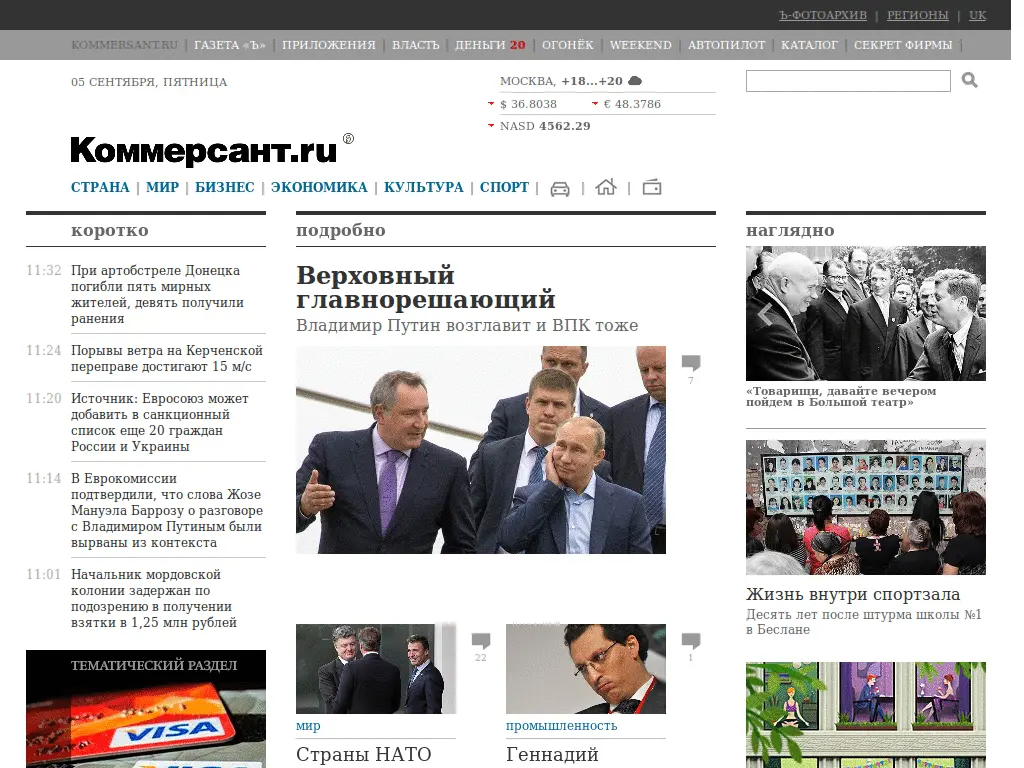 Ъ-ФОТОАРХИВ | РЕГИОНЫ | UK
KOMMERSANT.RU | ГАЗЕТА «Ъ» | ПРИЛОЖЕНИЯ | ВЛАСТЬ | ДЕНЬГИ 20 | ОГОНЁК | WEEKEND | АВТОПИЛОТ | КАТАЛОГ | СЕКРЕТ ФИРМЫ |
05 СЕНТЯБРЯ, ПЯТНИЦА
МОСКВА, +18...+20
$ 36.8038 € 48.3786
NASD 4562.29
Коммерсант.ru
СТРАНА | МИР | БИЗНЕС | ЭКОНОМИКА | КУЛЬТУРА | СПОРТ | | |
коротко
11:32 При артобстреле Донецка
погибли пять мирных
жителей, девять получили
ранения
11:24 Порывы ветра на Керченской
переправе достигают 15 м/с
11:20 Источник: Евросоюз может
добавить в санкционный
список еще 20 граждан
России и Украины
11:14 В Еврокомиссии
подтвердили, что слова Жозе
Мануэла Баррозу о разговоре
с Владимиром Путиным были
вырваны из контекста
11:01 Начальник мордовской
колонии задержан по
подозрению в получении
взятки в 1,25 млн рублей
ТЕМАТИЧЕСКИЙ РАЗДЕЛ
VISA
подробно
Верховный
главнорешающий
Владимир Путин возглавит и ВПК тоже
7
22
мир
Страны НАТО
1
промышленность
Геннадий
наглядно
«Товарищи, давайте вечером
пойдем в Большой театр»
Жизнь внутри спортзала
Десять лет после штурма школы №1
в Беслане